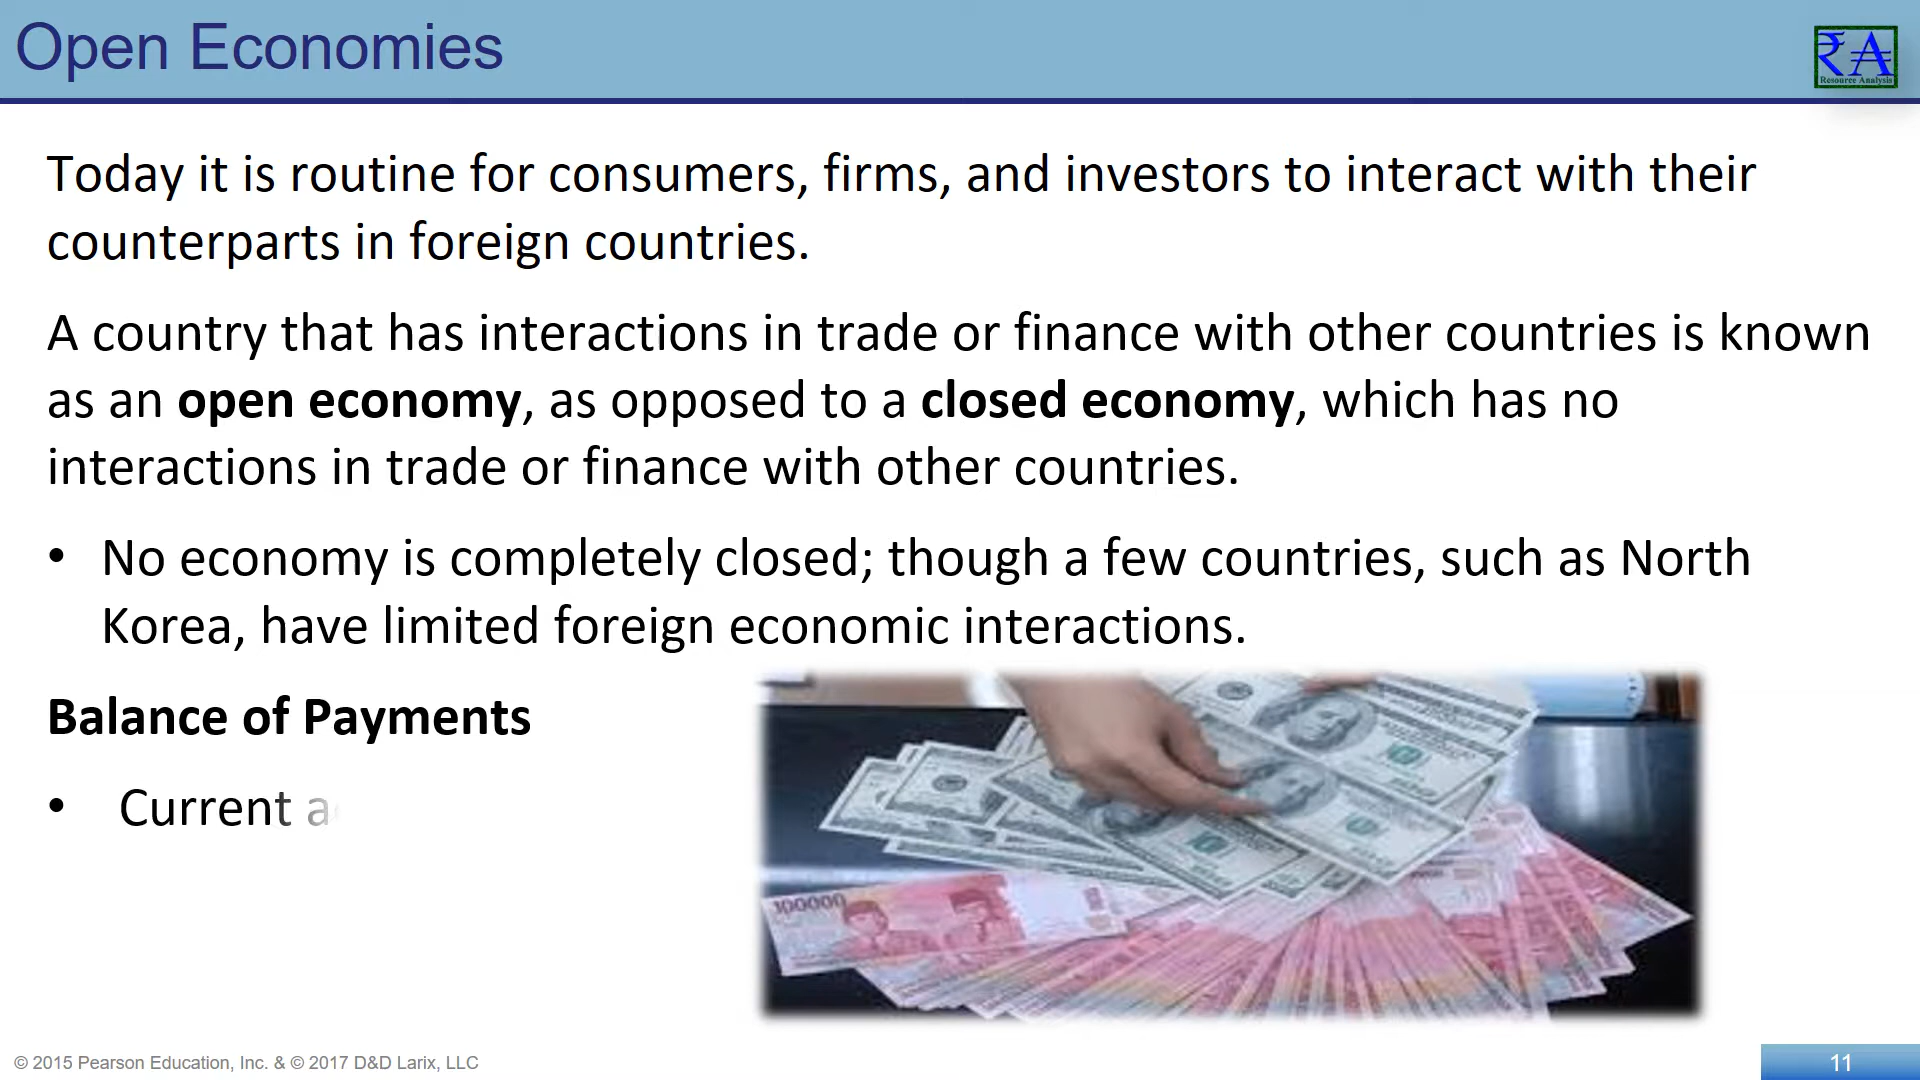 Open Economies
₹A
Resource Analysis
Today it is routine for consumers, firms, and investors to interact with their
counterparts in foreign countries.
A country that has interactions in trade or finance with other countries is known
as an open economy, as opposed to a closed economy, which has no
interactions in trade or finance with other countries.
• No economy is completely closed; though a few countries, such as North
Korea, have limited foreign economic interactions.
Balance of Payments
• Current a
100000
© 2015 Pearson Education, Inc. & © 2017 D&D Larix, LLC
11